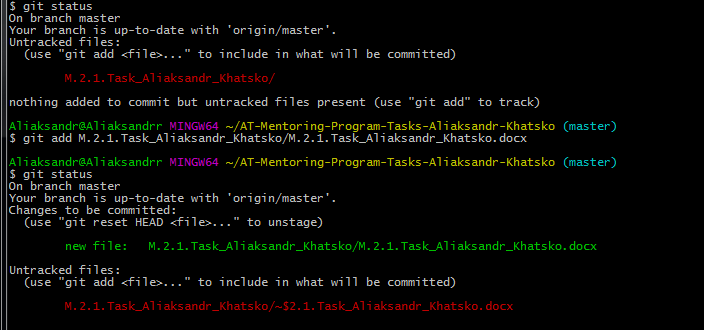 $ git status
On branch master
Your branch is up-to-date with 'origin/master'.
Untracked files:
  (use "git add <file>..." to include in what will be committed)
        M.2.1.Task_Aliaksandr_Khatsko/
nothing added to commit but untracked files present (use "git add" to track)
Aliaksandr@Aliaksandrr MINGW64 ~/AT-Mentoring-Program-Tasks-Aliaksandr-Khatsko (master)
$ git add M.2.1.Task_Aliaksandr_Khatsko/M.2.1.Task_Aliaksandr_Khatsko.docx
Aliaksandr@Aliaksandrr MINGW64 ~/AT-Mentoring-Program-Tasks-Aliaksandr-Khatsko (master)
$ git status
On branch master
Your branch is up-to-date with 'origin/master'.
Changes to be committed:
  (use "git reset HEAD <file>..." to unstage)
        new file:   M.2.1.Task_Aliaksandr_Khatsko/M.2.1.Task_Aliaksandr_Khatsko.docx
Untracked files:
  (use "git add <file>..." to include in what will be committed)
        M.2.1.Task_Aliaksandr_Khatsko/~$2.1.Task_Aliaksandr_Khatsko.docx